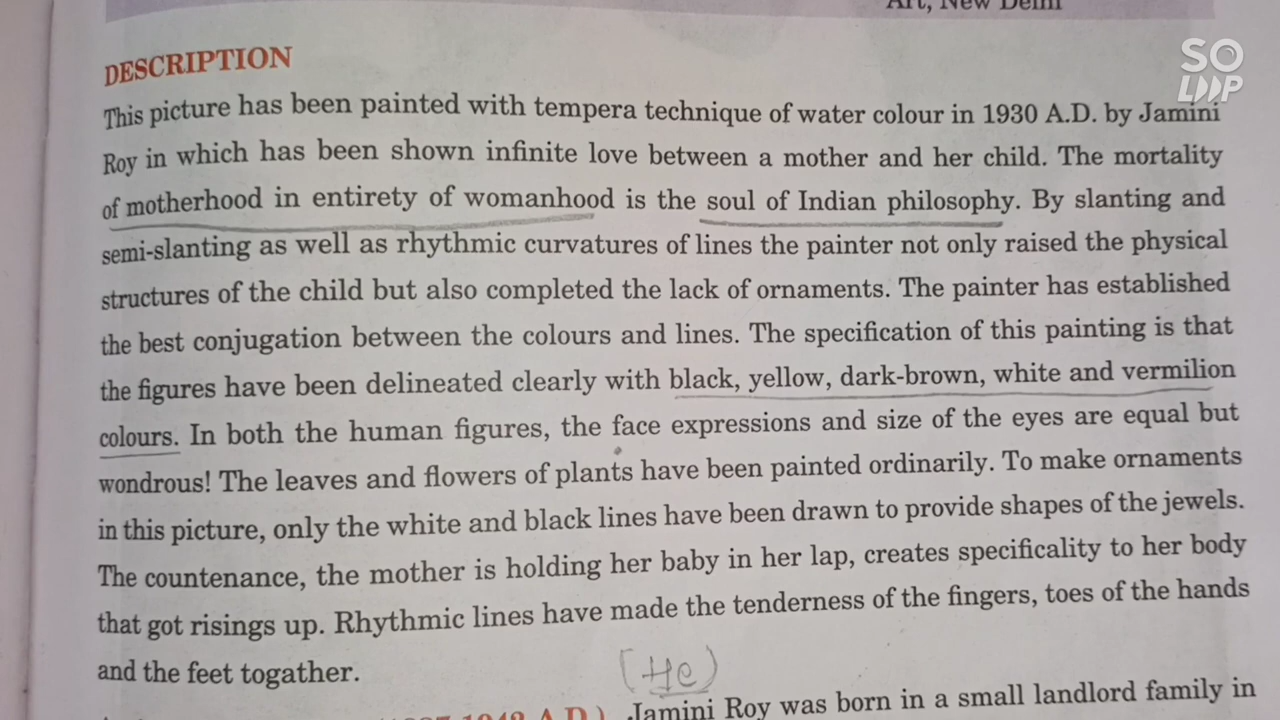 Art, New Delhi
SO
LOOP
DESCRIPTION
This picture has been painted with tempera technique of water colour in 1930 A.D. by Jamini
Roy in which has been shown infinite love between a mother and her child. The mortality
of motherhood in entirety of womanhood is the soul of Indian philosophy. By slanting and
semi-slanting as well as rhythmic curvatures of lines the painter not only raised the physical
structures of the child but also completed the lack of ornaments. The painter has established
the best conjugation between the colours and lines. The specification of this painting is that
the figures have been delineated clearly with black, yellow, dark-brown, white and vermilion
colours. In both the human figures, the face expressions and size of the eyes are equal but
wondrous! The leaves and flowers of plants have been painted ordinarily. To make ornaments
in this picture, only the white and black lines have been drawn to provide shapes of the jewels.
The countenance, the mother is holding her baby in her lap, creates specificality to her body
that got risings up. Rhythmic lines have made the tenderness of the fingers, toes of the hands
and the feet togather.
(He)
A.D.) Jamini Roy was born in a small landlord family in